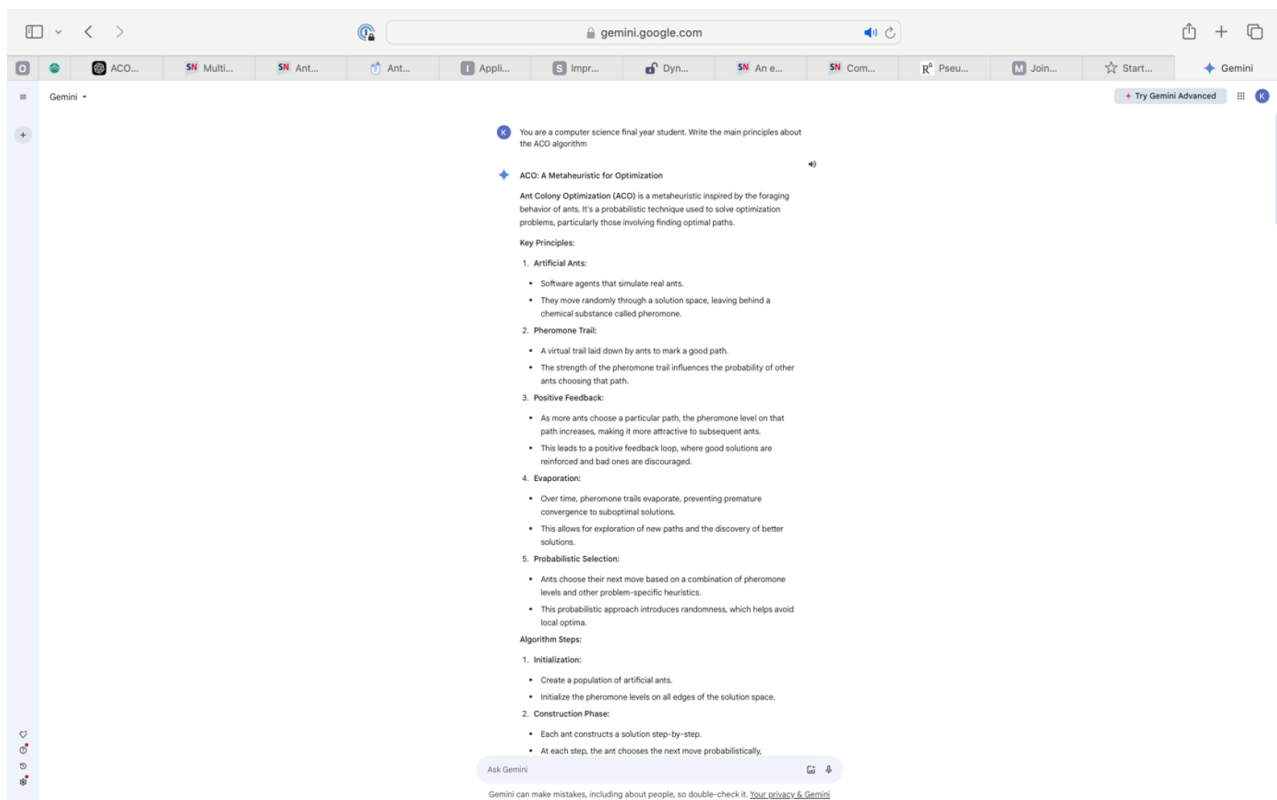 gemini.google.com
ACO...
SN Multi...
SN Ant...
Ant...
I Appli...
S Impr...
Dyn...
SN An e...
SN Com...
R⁶ Pseu...
M Join...
Start...
Gemini
Gemini
Try Gemini Advanced
K
K
You are a computer science final year student. Write the main principles about
the ACO algorithm
ACO: A Metaheuristic for Optimization
Ant Colony Optimization (ACO) is a metaheuristic inspired by the foraging
behavior of ants. It's a probabilistic technique used to solve optimization
problems, particularly those involving finding optimal paths.
Key Principles:
1. Artificial Ants:
• Software agents that simulate real ants.
• They move randomly through a solution space, leaving behind a
chemical substance called pheromone.
2. Pheromone Trail:
• A virtual trail laid down by ants to mark a good path.
• The strength of the pheromone trail influences the probability of other
ants choosing that path.
3. Positive Feedback:
• As more ants choose a particular path, the pheromone level on that
path increases, making it more attractive to subsequent ants.
• This leads to a positive feedback loop, where good solutions are
reinforced and bad ones are discouraged.
4. Evaporation:
• Over time, pheromone trails evaporate, preventing premature
convergence to suboptimal solutions.
• This allows for exploration of new paths and the discovery of better
solutions.
5. Probabilistic Selection:
• Ants choose their next move based on a combination of pheromone
levels and other problem-specific heuristics.
• This probabilistic approach introduces randomness, which helps avoid
local optima.
Algorithm Steps:
1. Initialization:
• Create a population of artificial ants.
• Initialize the pheromone levels on all edges of the solution space.
2. Construction Phase:
• Each ant constructs a solution step-by-step.
• At each step, the ant chooses the next move probabilistically,
Ask Gemini
Gemini can make mistakes, including about people, so double-check it. Your privacy & Gemini